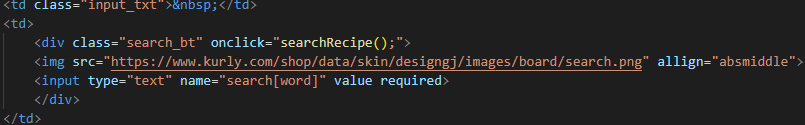 <td class="input_txt">&nbsp;</td>
<td>
<div class="search_bt" onclick="searchRecipe();">
<img src="https://www.kurly.com/shop/data/skin/designgj/images/board/search.png" allign="absmiddle">
<input type="text" name="search[word]" value required>
</div>
</td>